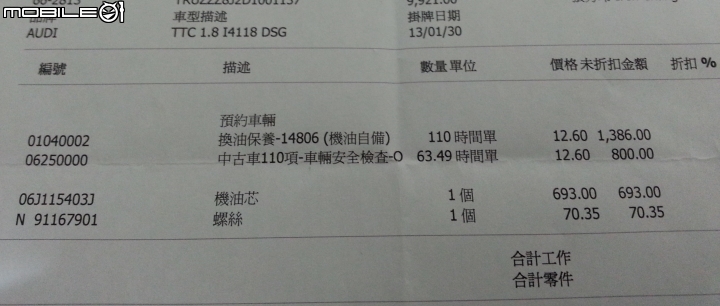 MOBILE01
車型描述 掛牌日期
AUDI TTC 1.8 I4118 DSG 13/01/30
編號 描述 數量單位 價格 未折扣金額 折扣 %
預約車輛
01040002 換油保養-14806 (機油自備) 110 時間單 12.60 1,386.00
06250000 中古車110項-車輛安全檢查-O 63.49 時間單 12.60 800.00
06J115403J 機油芯 1 個 693.00 693.00
N 91167901 螺絲 1 個 70.35 70.35
合計工作
合計零件